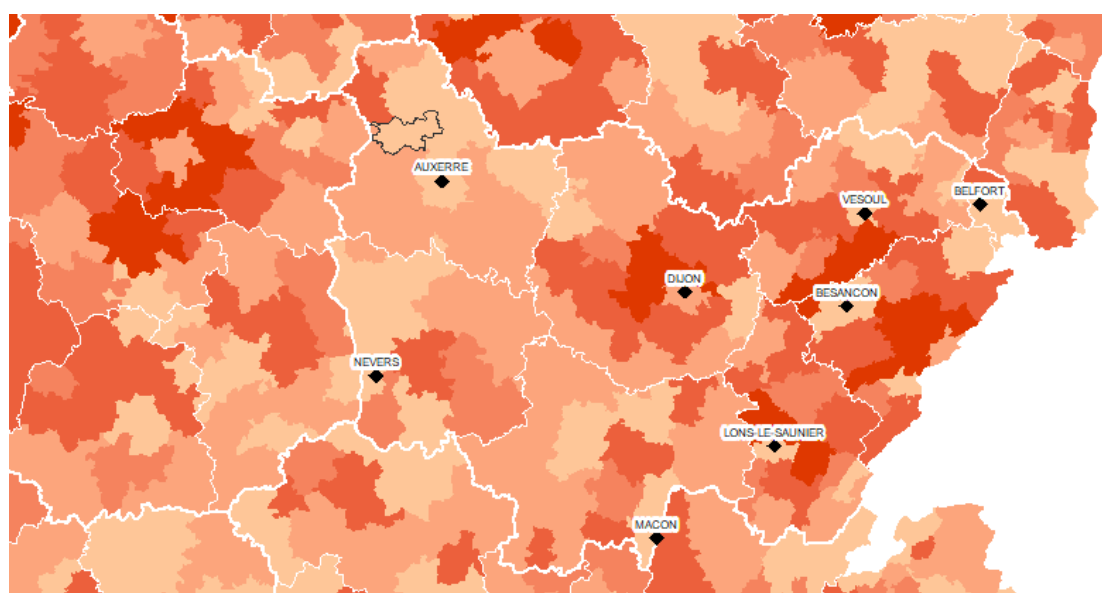 AUXERRE
BELFORT
VESOUL
DIJON
BESANCON
NEVERS
LONS-LE-SAUNIER
MACON